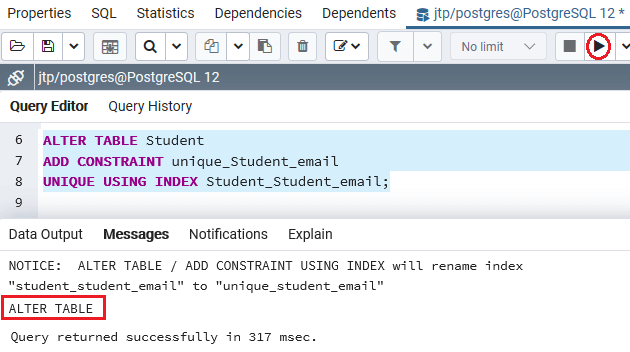 Properties SQL Statistics Dependencies Dependents jtp/postgres@PostgreSQL 12 *
No limit
jtp/postgres@PostgreSQL 12
Query Editor Query History
6 ALTER TABLE Student
7 ADD CONSTRAINT unique_Student_email
8 UNIQUE USING INDEX Student_Student_email;
9
Data Output Messages Notifications Explain
NOTICE:  ALTER TABLE / ADD CONSTRAINT USING INDEX will rename index
"student_student_email" to "unique_student_email"
ALTER TABLE
Query returned successfully in 317 msec.